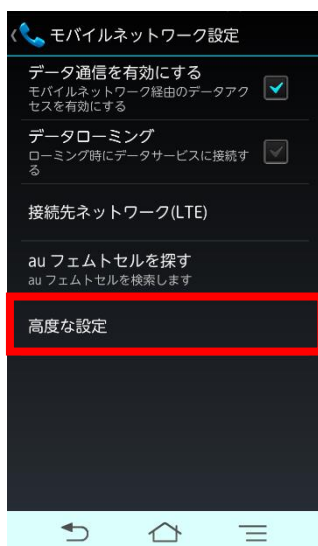 モバイルネットワーク設定
データ通信を有効にする
モバイルネットワーク経由のデータアク
セスを有効にする
データローミング
ローミング時にデータサービスに接続す
る
接続先ネットワーク(LTE)
au フェムトセルを探す
au フェムトセルを検索します
高度な設定